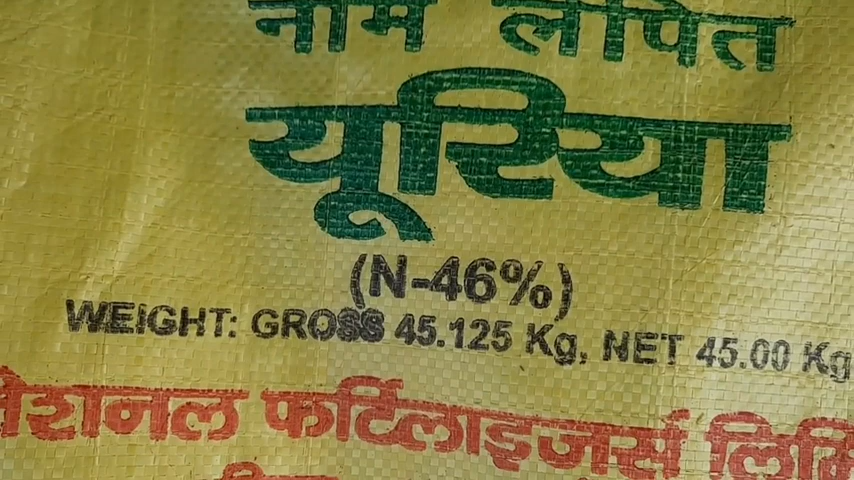 नीम लेपित
यूरिया
(N-46%)
WEIGHT: GROSS 45.125 Kg, NET 45.00 Kg
फर्टिलाइजर्स